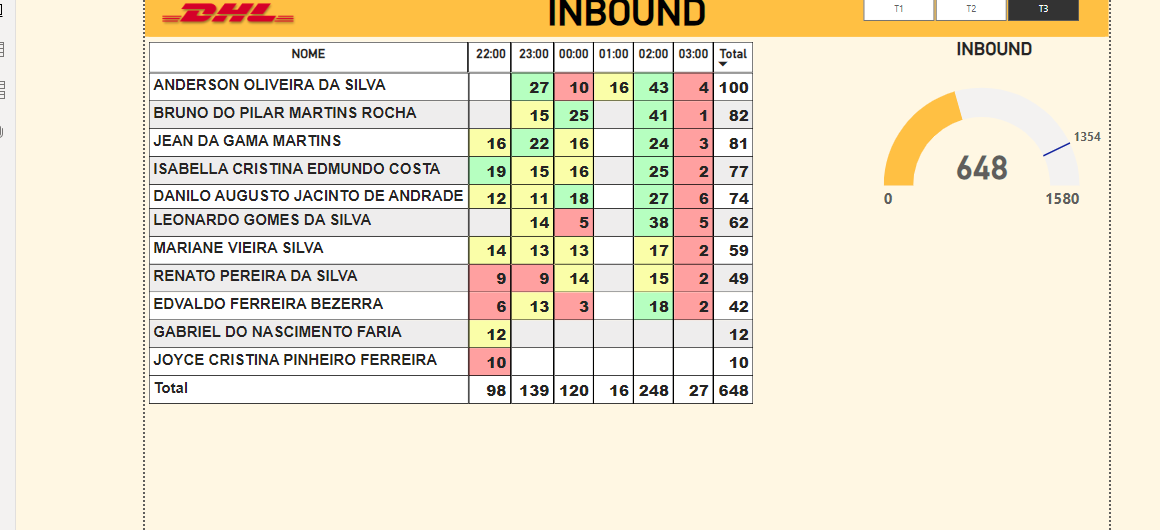 DHL INBOUND T1 T2 T3
NOME 22:00 23:00 00:00 01:00 02:00 03:00 Total
ANDERSON OLIVEIRA DA SILVA 27 10 16 43 4 100
BRUNO DO PILAR MARTINS ROCHA 15 25 41 1 82
JEAN DA GAMA MARTINS 16 22 16 24 3 81
ISABELLA CRISTINA EDMUNDO COSTA 19 15 16 25 2 77
DANILO AUGUSTO JACINTO DE ANDRADE 12 11 18 27 6 74
LEONARDO GOMES DA SILVA 14 5 38 5 62
MARIANE VIEIRA SILVA 14 13 13 17 2 59
RENATO PEREIRA DA SILVA 9 9 14 15 2 49
EDVALDO FERREIRA BEZERRA 6 13 3 18 2 42
GABRIEL DO NASCIMENTO FARIA 12 12
JOYCE CRISTINA PINHEIRO FERREIRA 10 10
Total 98 139 120 16 248 27 648
INBOUND
1354
648
0 1580